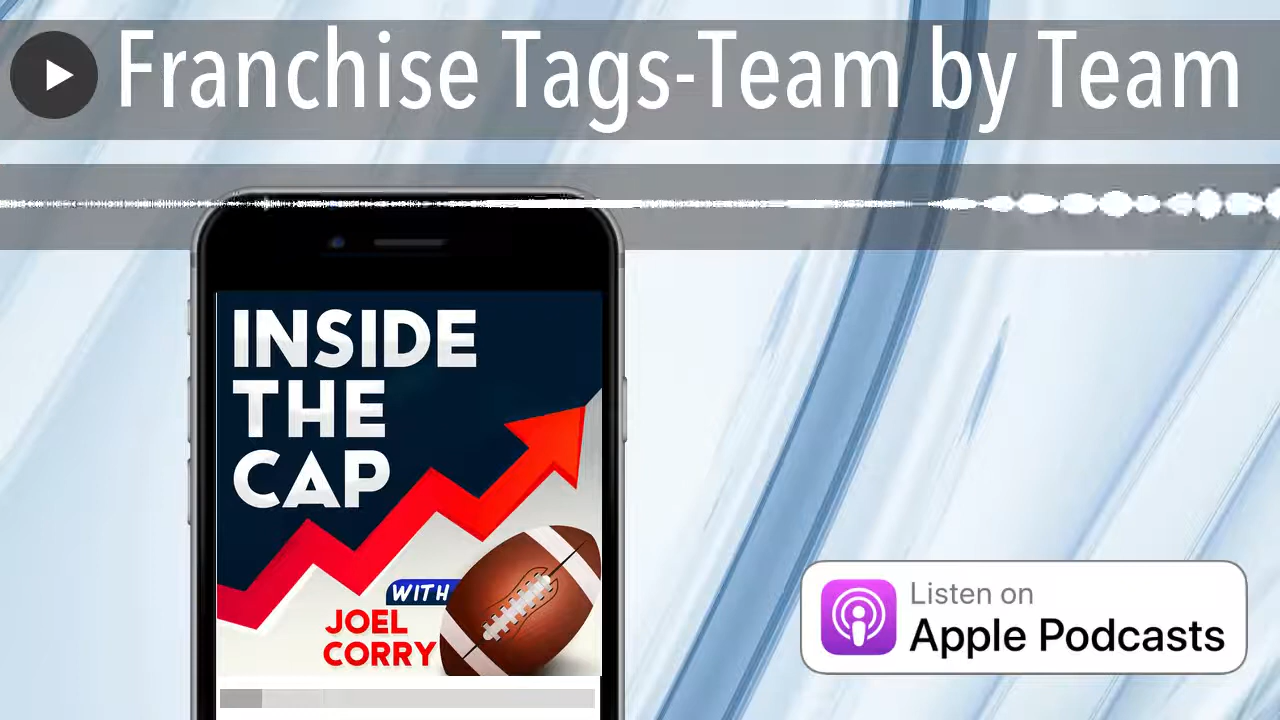 Franchise Tags-Team by Team
INSIDE
THE
CAP
WITH
JOEL
CORRY
Listen on
Apple Podcasts